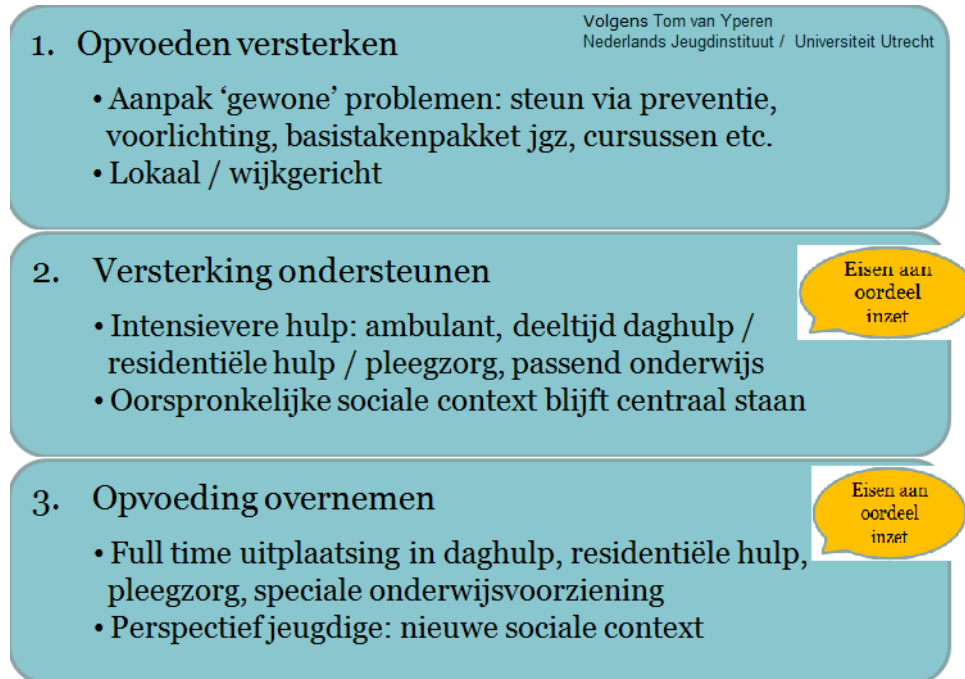 Volgens Tom van Yperen
Nederlands Jeugdinstituut / Universiteit Utrecht
1. Opvoeden versterken
• Aanpak ‘gewone’ problemen: steun via preventie,
voorlichting, basistakenpakket jgz, cursussen etc.
• Lokaal / wijkgericht
2. Versterking ondersteunen
Eisen aan
oordeel
inzet
• Intensievere hulp: ambulant, deeltijd daghulp /
residentiële hulp / pleegzorg, passend onderwijs
• Oorspronkelijke sociale context blijft centraal staan
3. Opvoeding overnemen
Eisen aan
oordeel
inzet
• Full time uitplaatsing in daghulp, residentiële hulp,
pleegzorg, speciale onderwijsvoorziening
• Perspectief jeugdige: nieuwe sociale context